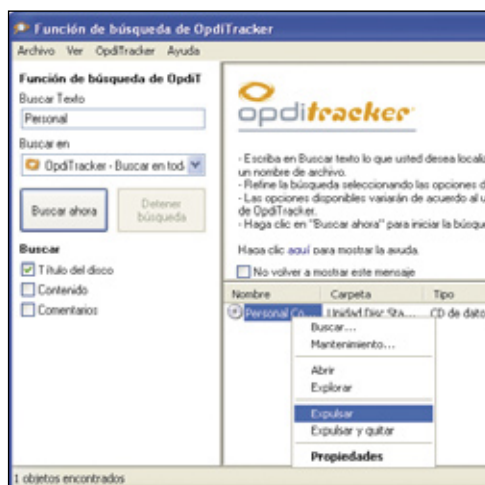 Función de búsqueda de OpdiTracker
Archivo Ver OpdiTracker Ayuda
Función de búsqueda de OpdiT
Buscar Texto
Personal
Buscar en
OpdiTracker - Buscar en tod
Buscar ahora
Detener
búsqueda
Buscar
Título del disco
Contenido
Comentarios
opditracker
- Escriba en Buscar texto lo que usted desea locali
un nombre de archivo.
- Refine la búsqueda seleccionando las opciones d
- Las opciones disponibles variarán de acuerdo al u
de OpdiTracker.
- Haga clic en "Buscar ahora" para iniciar la búsqu
Haga clic aquí para mostrar la ayuda.
No volver a mostrar este mensaje
Nombre Carpeta Tipo
Personal Co... Unidad Disc Sta... CD de dato
Buscar...
Mantenimiento...
Abrir
Explorar
Expulsar
Expulsar y quitar
Propiedades
1 objetos encontrados